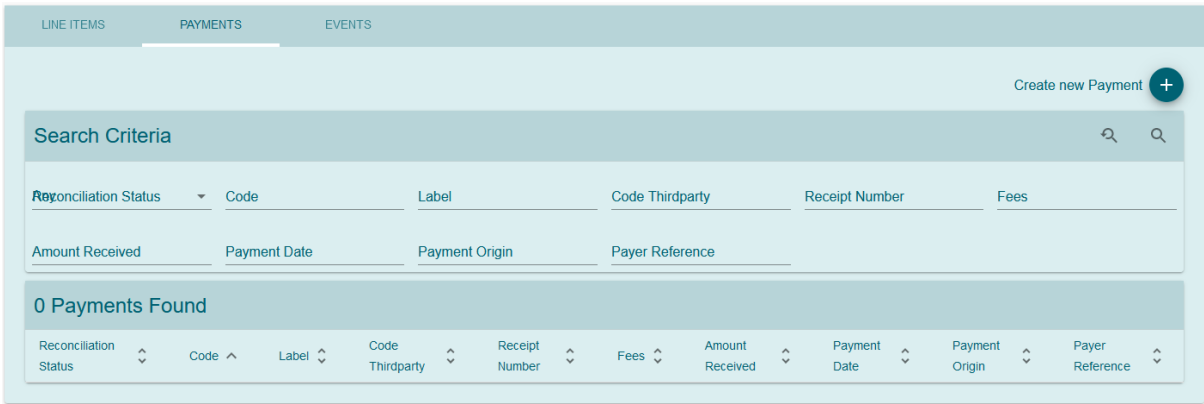 LINE ITEMS PAYMENTS EVENTS
Create new Payment +
Search Criteria
Any
Reconciliation Status Code Label Code Thirdparty Receipt Number Fees
Amount Received Payment Date Payment Origin Payer Reference
0 Payments Found
Reconciliation Status Code Label Code Thirdparty Receipt Number Fees Amount Received Payment Date Payment Origin Payer Reference